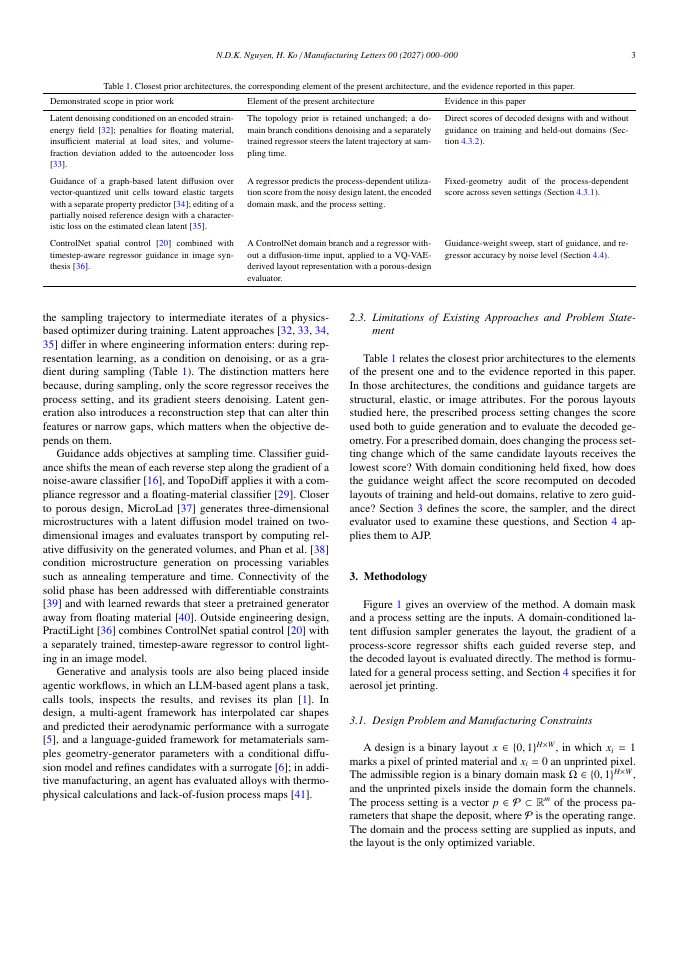 N.D.K. Nguyen, H. Ko / Manufacturing Letters 00 (2027) 000–000
3
Table 1. Closest prior architectures, the corresponding element of the present architecture, and the evidence reported in this paper.
Demonstrated scope in prior work
Element of the present architecture
Evidence in this paper
Latent denoising conditioned on an encoded strain-
energy field [32]; penalties for floating material,
insufficient material at load sites, and volume-
fraction deviation added to the autoencoder loss
[33].
The topology prior is retained unchanged; a do-
main branch conditions denoising and a separately
trained regressor steers the latent trajectory at sam-
pling time.
Direct scores of decoded designs with and without
guidance on training and held-out domains (Sec-
tion 4.3.2).
Guidance of a graph-based latent diffusion over
vector-quantized unit cells toward elastic targets
with a separate property predictor [34]; editing of a
partially noised reference design with a character-
istic loss on the estimated clean latent [35].
A regressor predicts the process-dependent utiliza-
tion score from the noisy design latent, the encoded
domain mask, and the process setting.
Fixed-geometry audit of the process-dependent
score across seven settings (Section 4.3.1).
ControlNet spatial control [20] combined with
timestep-aware regressor guidance in image syn-
thesis [36].
A ControlNet domain branch and a regressor with-
out a diffusion-time input, applied to a VQ-VAE-
derived layout representation with a porous-design
evaluator.
Guidance-weight sweep, start of guidance, and re-
gressor accuracy by noise level (Section 4.4).
the sampling trajectory to intermediate iterates of a physics-
based optimizer during training. Latent approaches [32, 33, 34,
35] differ in where engineering information enters: during rep-
resentation learning, as a condition on denoising, or as a gra-
dient during sampling (Table 1). The distinction matters here
because, during sampling, only the score regressor receives the
process setting, and its gradient steers denoising. Latent gen-
eration also introduces a reconstruction step that can alter thin
features or narrow gaps, which matters when the objective de-
pends on them.
Guidance adds objectives at sampling time. Classifier guid-
ance shifts the mean of each reverse step along the gradient of a
noise-aware classifier [16], and TopoDiff applies it with a com-
pliance regressor and a floating-material classifier [29]. Closer
to porous design, MicroLad [37] generates three-dimensional
microstructures with a latent diffusion model trained on two-
dimensional images and evaluates transport by computing rel-
ative diffusivity on the generated volumes, and Phan et al. [38]
condition microstructure generation on processing variables
such as annealing temperature and time. Connectivity of the
solid phase has been addressed with differentiable constraints
[39] and with learned rewards that steer a pretrained generator
away from floating material [40]. Outside engineering design,
PractiLight [36] combines ControlNet spatial control [20] with
a separately trained, timestep-aware regressor to control light-
ing in an image model.
Generative and analysis tools are also being placed inside
agentic workflows, in which an LLM-based agent plans a task,
calls tools, inspects the results, and revises its plan [1]. In
design, a multi-agent framework has interpolated car shapes
and predicted their aerodynamic performance with a surrogate
[5], and a language-guided framework for metamaterials sam-
ples geometry-generator parameters with a conditional diffu-
sion model and refines candidates with a surrogate [6]; in addi-
tive manufacturing, an agent has evaluated alloys with thermo-
physical calculations and lack-of-fusion process maps [41].
2.3. Limitations of Existing Approaches and Problem State-
ment
Table 1 relates the closest prior architectures to the elements
of the present one and to the evidence reported in this paper.
In those architectures, the conditions and guidance targets are
structural, elastic, or image attributes. For the porous layouts
studied here, the prescribed process setting changes the score
used both to guide generation and to evaluate the decoded ge-
ometry. For a prescribed domain, does changing the process set-
ting change which of the same candidate layouts receives the
lowest score? With domain conditioning held fixed, how does
the guidance weight affect the score recomputed on decoded
layouts of training and held-out domains, relative to zero guid-
ance? Section 3 defines the score, the sampler, and the direct
evaluator used to examine these questions, and Section 4 ap-
plies them to AJP.
3. Methodology
Figure 1 gives an overview of the method. A domain mask
and a process setting are the inputs. A domain-conditioned la-
tent diffusion sampler generates the layout, the gradient of a
process-score regressor shifts each guided reverse step, and
the decoded layout is evaluated directly. The method is formu-
lated for a general process setting, and Section 4 specifies it for
aerosol jet printing.
3.1. Design Problem and Manufacturing Constraints
A design is a binary layout x ∈ {0, 1}^{H×W}, in which x_i = 1
marks a pixel of printed material and x_i = 0 an unprinted pixel.
The admissible region is a binary domain mask Ω ∈ {0, 1}^{H×W},
and the unprinted pixels inside the domain form the channels.
The process setting is a vector p ∈ 𝒫 ⊂ ℝ^m of the process pa-
rameters that shape the deposit, where 𝒫 is the operating range.
The domain and the process setting are supplied as inputs, and
the layout is the only optimized variable.